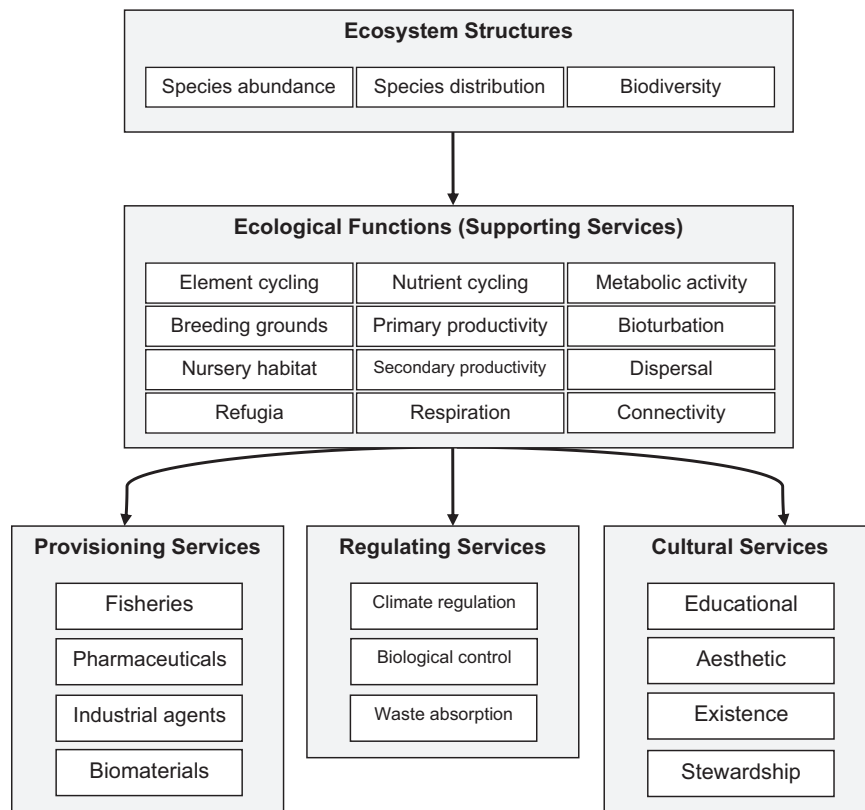 Ecosystem Structures
Species abundance
Species distribution
Biodiversity
Ecological Functions (Supporting Services)
Element cycling
Nutrient cycling
Metabolic activity
Breeding grounds
Primary productivity
Bioturbation
Nursery habitat
Secondary productivity
Dispersal
Refugia
Respiration
Connectivity
Provisioning Services
Fisheries
Pharmaceuticals
Industrial agents
Biomaterials
Regulating Services
Climate regulation
Biological control
Waste absorption
Cultural Services
Educational
Aesthetic
Existence
Stewardship